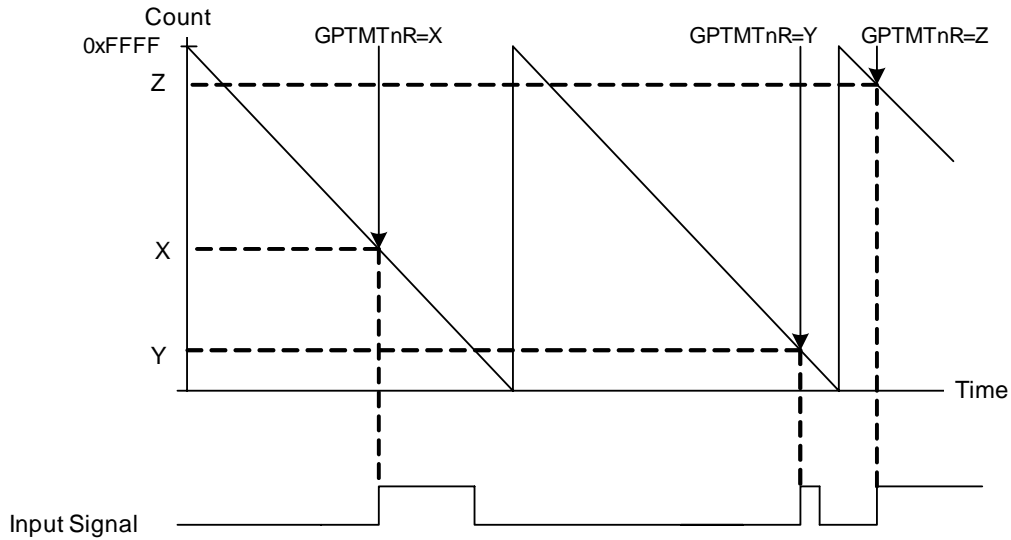 Count
0xFFFF
GPTMTnR=X
GPTMTnR=Y
GPTMTnR=Z
Z
X
Y
Time
Input Signal